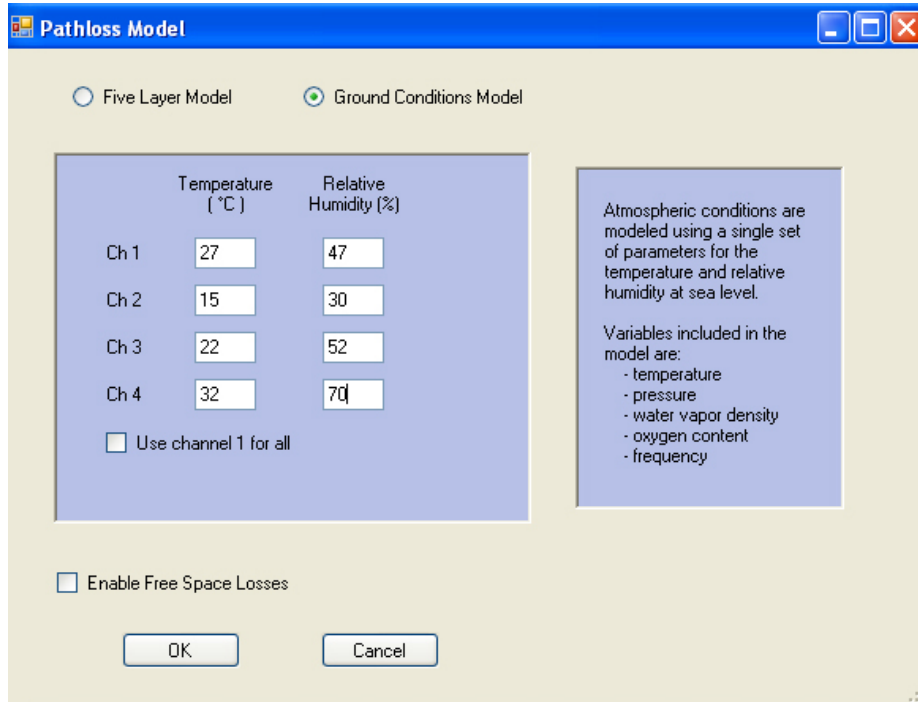 Pathloss Model
Five Layer Model
Ground Conditions Model
Temperature
( °C )
Relative
Humidity (%)
Ch 1 27 47
Ch 2 15 30
Ch 3 22 52
Ch 4 32 70
Use channel 1 for all
Atmospheric conditions are
modeled using a single set
of parameters for the
temperature and relative
humidity at sea level.
Variables included in the
model are:
- temperature
- pressure
- water vapor density
- oxygen content
- frequency
Enable Free Space Losses
OK
Cancel